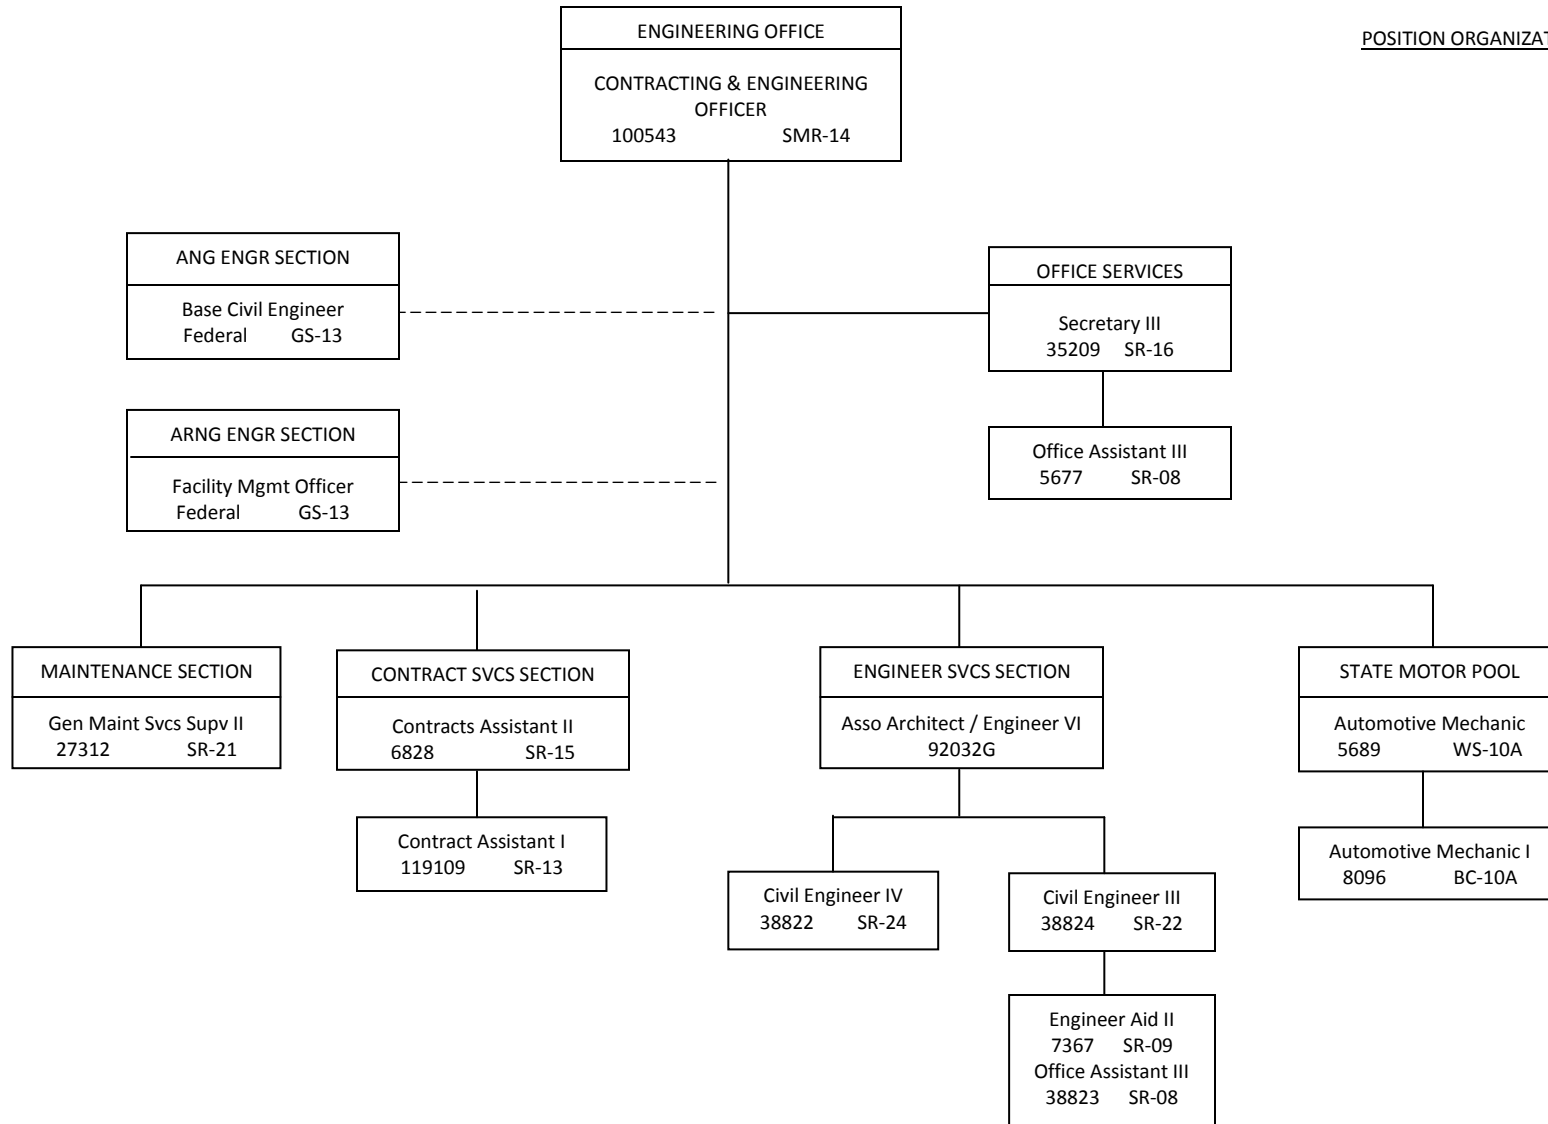 ENGINEERING OFFICE
POSITION ORGANIZAT
CONTRACTING & ENGINEERING
OFFICER
100543 SMR-14
ANG ENGR SECTION
Base Civil Engineer
Federal GS-13
OFFICE SERVICES
Secretary III
35209 SR-16
ARNG ENGR SECTION
Facility Mgmt Officer
Federal GS-13
Office Assistant III
5677 SR-08
MAINTENANCE SECTION
Gen Maint Svcs Supv II
27312 SR-21
CONTRACT SVCS SECTION
Contracts Assistant II
6828 SR-15
Contract Assistant I
119109 SR-13
ENGINEER SVCS SECTION
Asso Architect / Engineer VI
92032G
Civil Engineer IV
38822 SR-24
Civil Engineer III
38824 SR-22
Engineer Aid II
7367 SR-09
Office Assistant III
38823 SR-08
STATE MOTOR POOL
Automotive Mechanic
5689 WS-10A
Automotive Mechanic I
8096 BC-10A